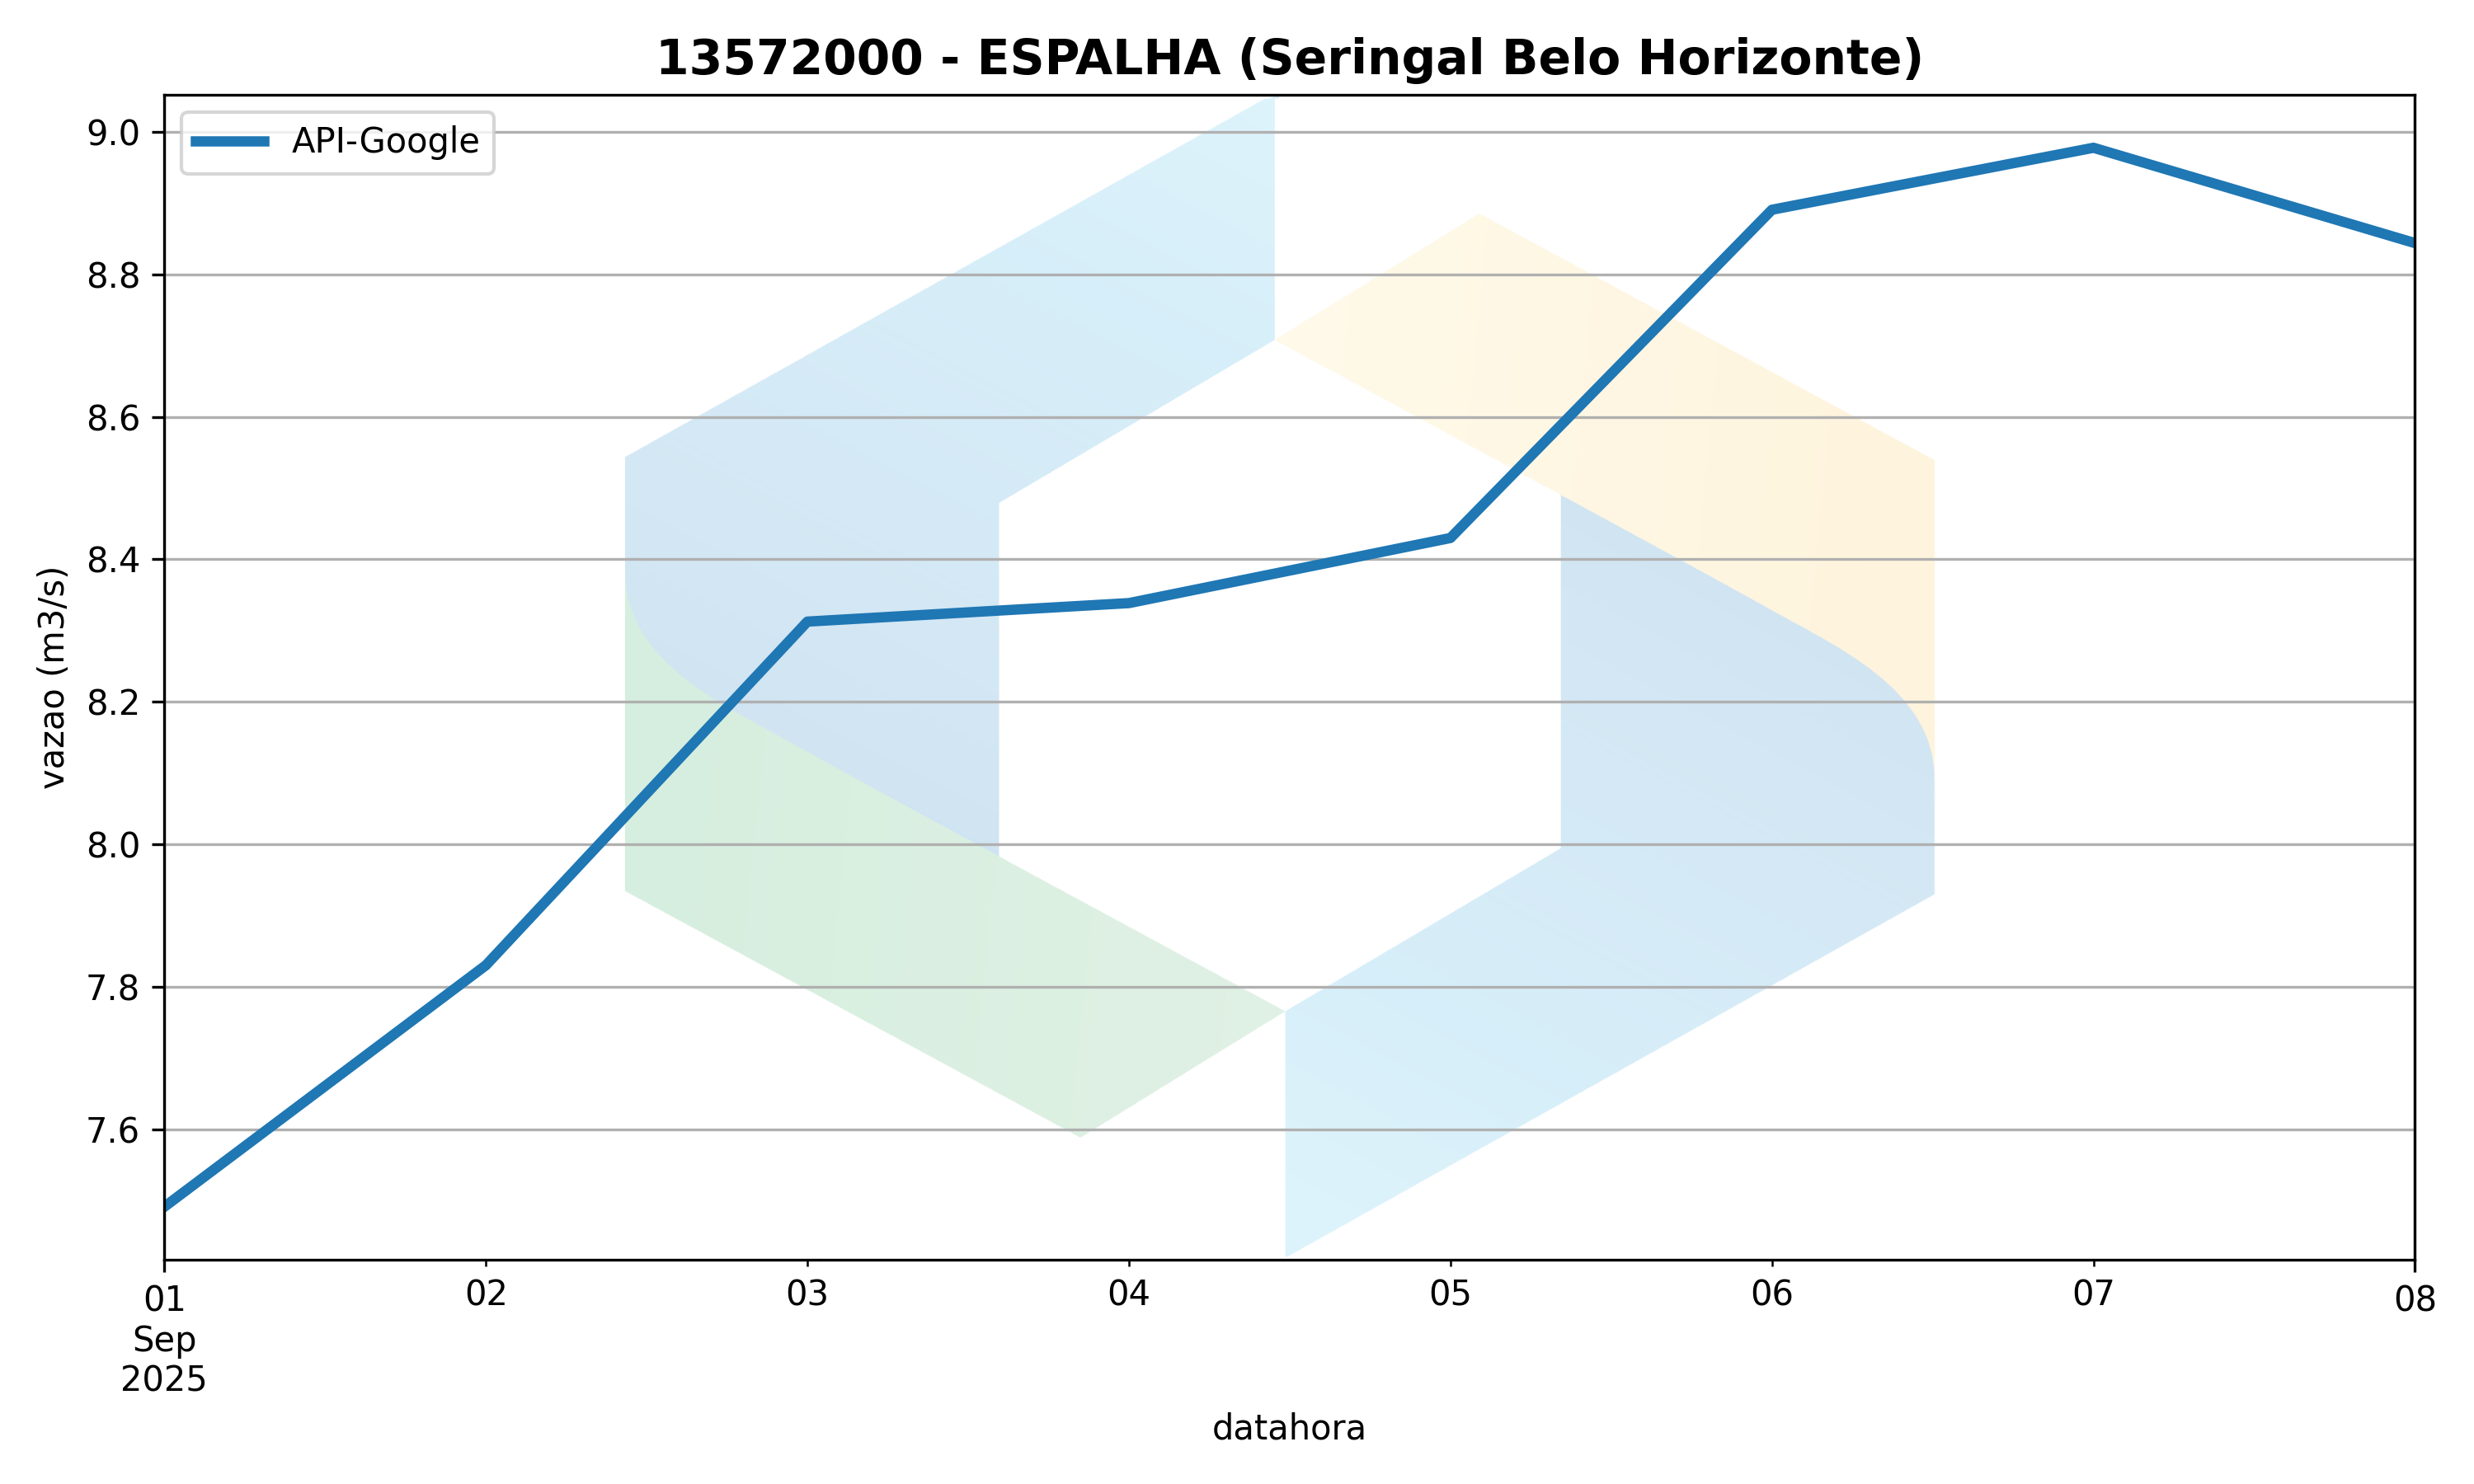 13572000 - ESPALHA (Seringal Belo Horizonte)
API-Google
9.0
8.8
8.6
8.4
8.2
8.0
7.8
7.6
vazao (m3/s)
01 02 03 04 05 06 07 08
Sep
2025
datahora